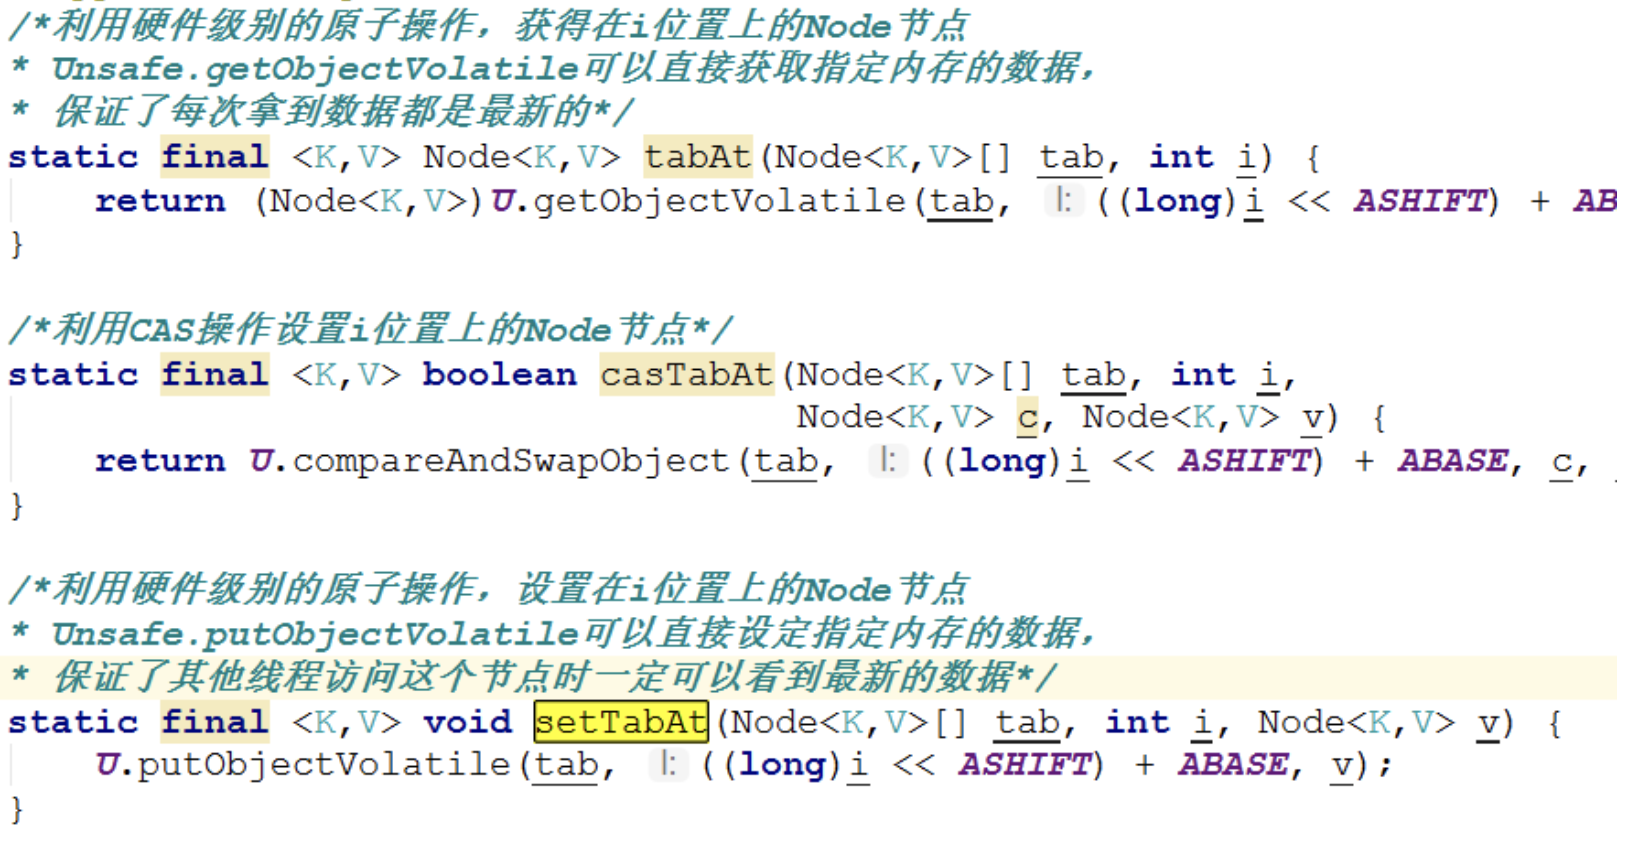 /*利用硬件级别的原子操作，获得在i位置上的Node节点
* Unsafe.getObjectVolatile可以直接获取指定内存的数据，
* 保证了每次拿到数据都是最新的*/
static final <K,V> Node<K,V> tabAt(Node<K,V>[] tab, int i) {
return (Node<K,V>)U.getObjectVolatile(tab, l: ((long)i << ASHIFT) + AB
}
/*利用CAS操作设置i位置上的Node节点*/
static final <K,V> boolean casTabAt(Node<K,V>[] tab, int i,
Node<K,V> c, Node<K,V> v) {
return U.compareAndSwapObject(tab, l: ((long)i << ASHIFT) + ABASE, c,
}
/*利用硬件级别的原子操作，设置在i位置上的Node节点
* Unsafe.putObjectVolatile可以直接设定指定内存的数据，
* 保证了其他线程访问这个节点时一定可以看到最新的数据*/
static final <K,V> void setTabAt(Node<K,V>[] tab, int i, Node<K,V> v) {
U.putObjectVolatile(tab, l: ((long)i << ASHIFT) + ABASE, v);
}